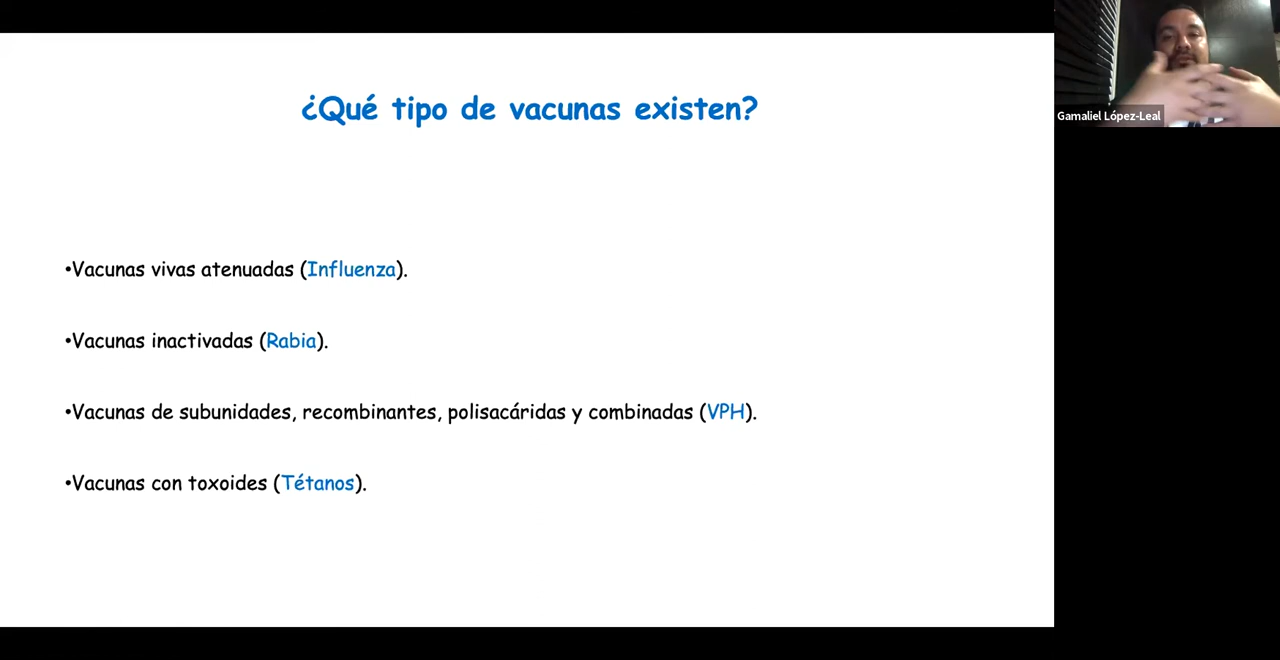 ¿Qué tipo de vacunas existen?
Gamaliel López-Leal
•Vacunas vivas atenuadas (Influenza).
•Vacunas inactivadas (Rabia).
•Vacunas de subunidades, recombinantes, polisacáridas y combinadas (VPH).
•Vacunas con toxoides (Tétanos).